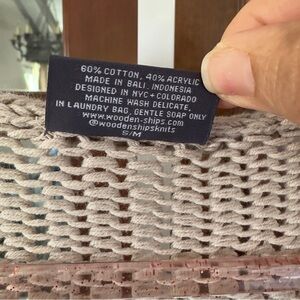 60% COTTON, 40% ACRYLIC
MADE IN BALI, INDONESIA
DESIGNED IN NYC + COLORADO
MACHINE WASH DELICATE,
IN LAUNDRY BAG, GENTLE SOAP ONLY
www.wooden-ships.com
@woodenshipsknits
S/M